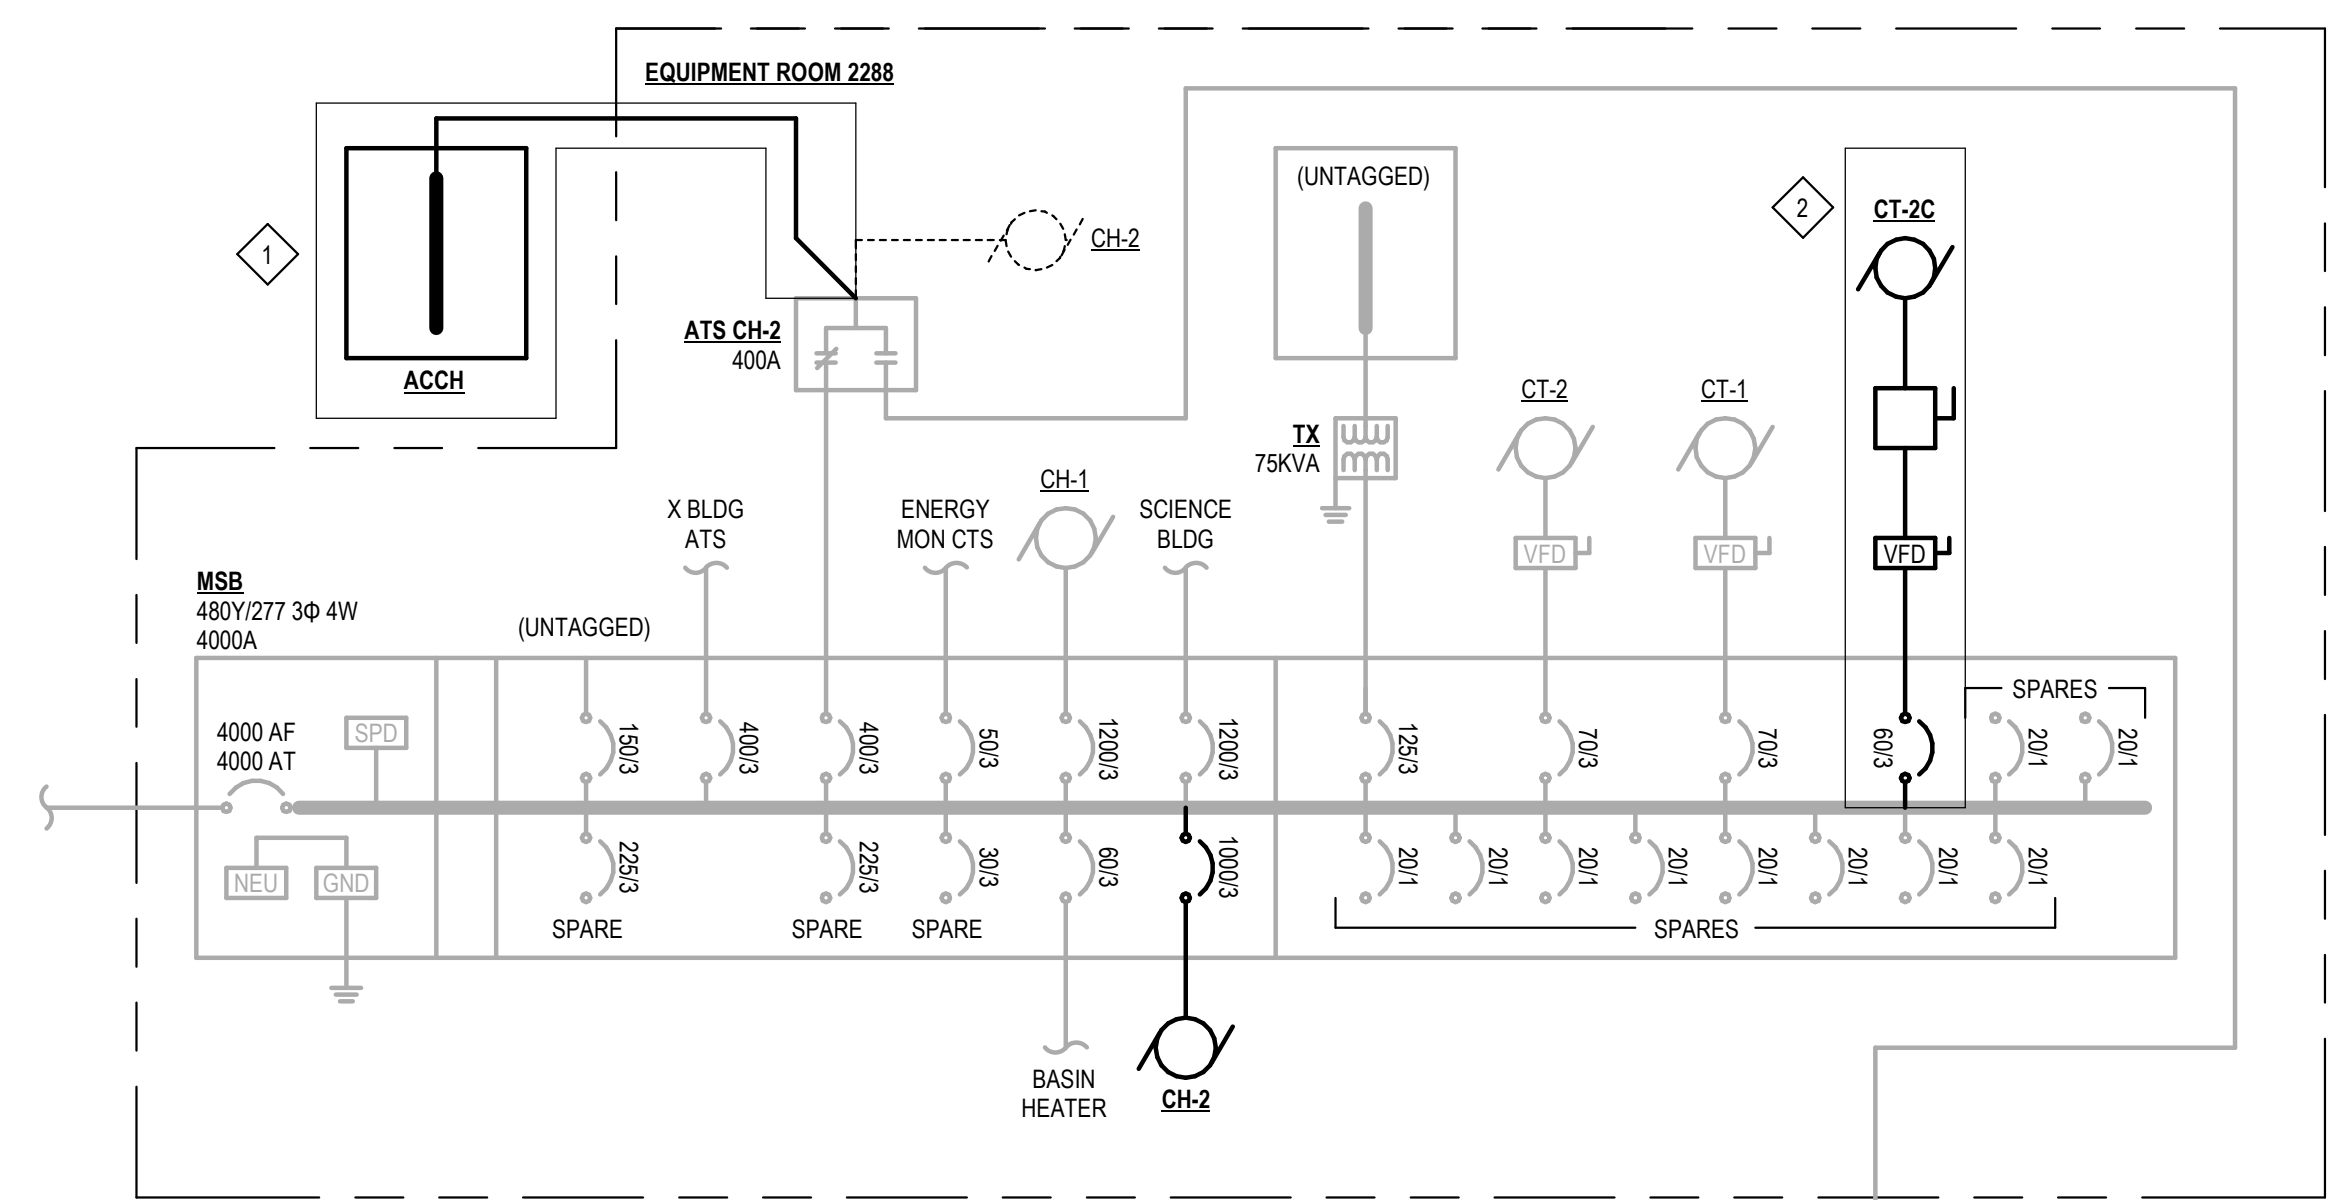 EQUIPMENT ROOM 2288
(UNTAGGED)
2
CT-2C
1
CH-2
ATS CH-2
400A
ACCH
CT-2
CT-1
TX
75KVA
CH-1
X BLDG
ATS
ENERGY
MON CTS
SCIENCE
BLDG
VFD
VFD
VFD
MSB
480Y/277 3Φ 4W
4000A
(UNTAGGED)
SPARES
4000 AF
4000 AT
SPD
150/3
400/3
400/3
50/3
1200/3
1200/3
125/3
70/3
70/3
60/3
20/1
20/1
NEU
GND
225/3
225/3
30/3
60/3
1000/3
20/1
20/1
20/1
20/1
20/1
20/1
20/1
20/1
SPARE
SPARE
SPARE
SPARES
BASIN
HEATER
CH-2